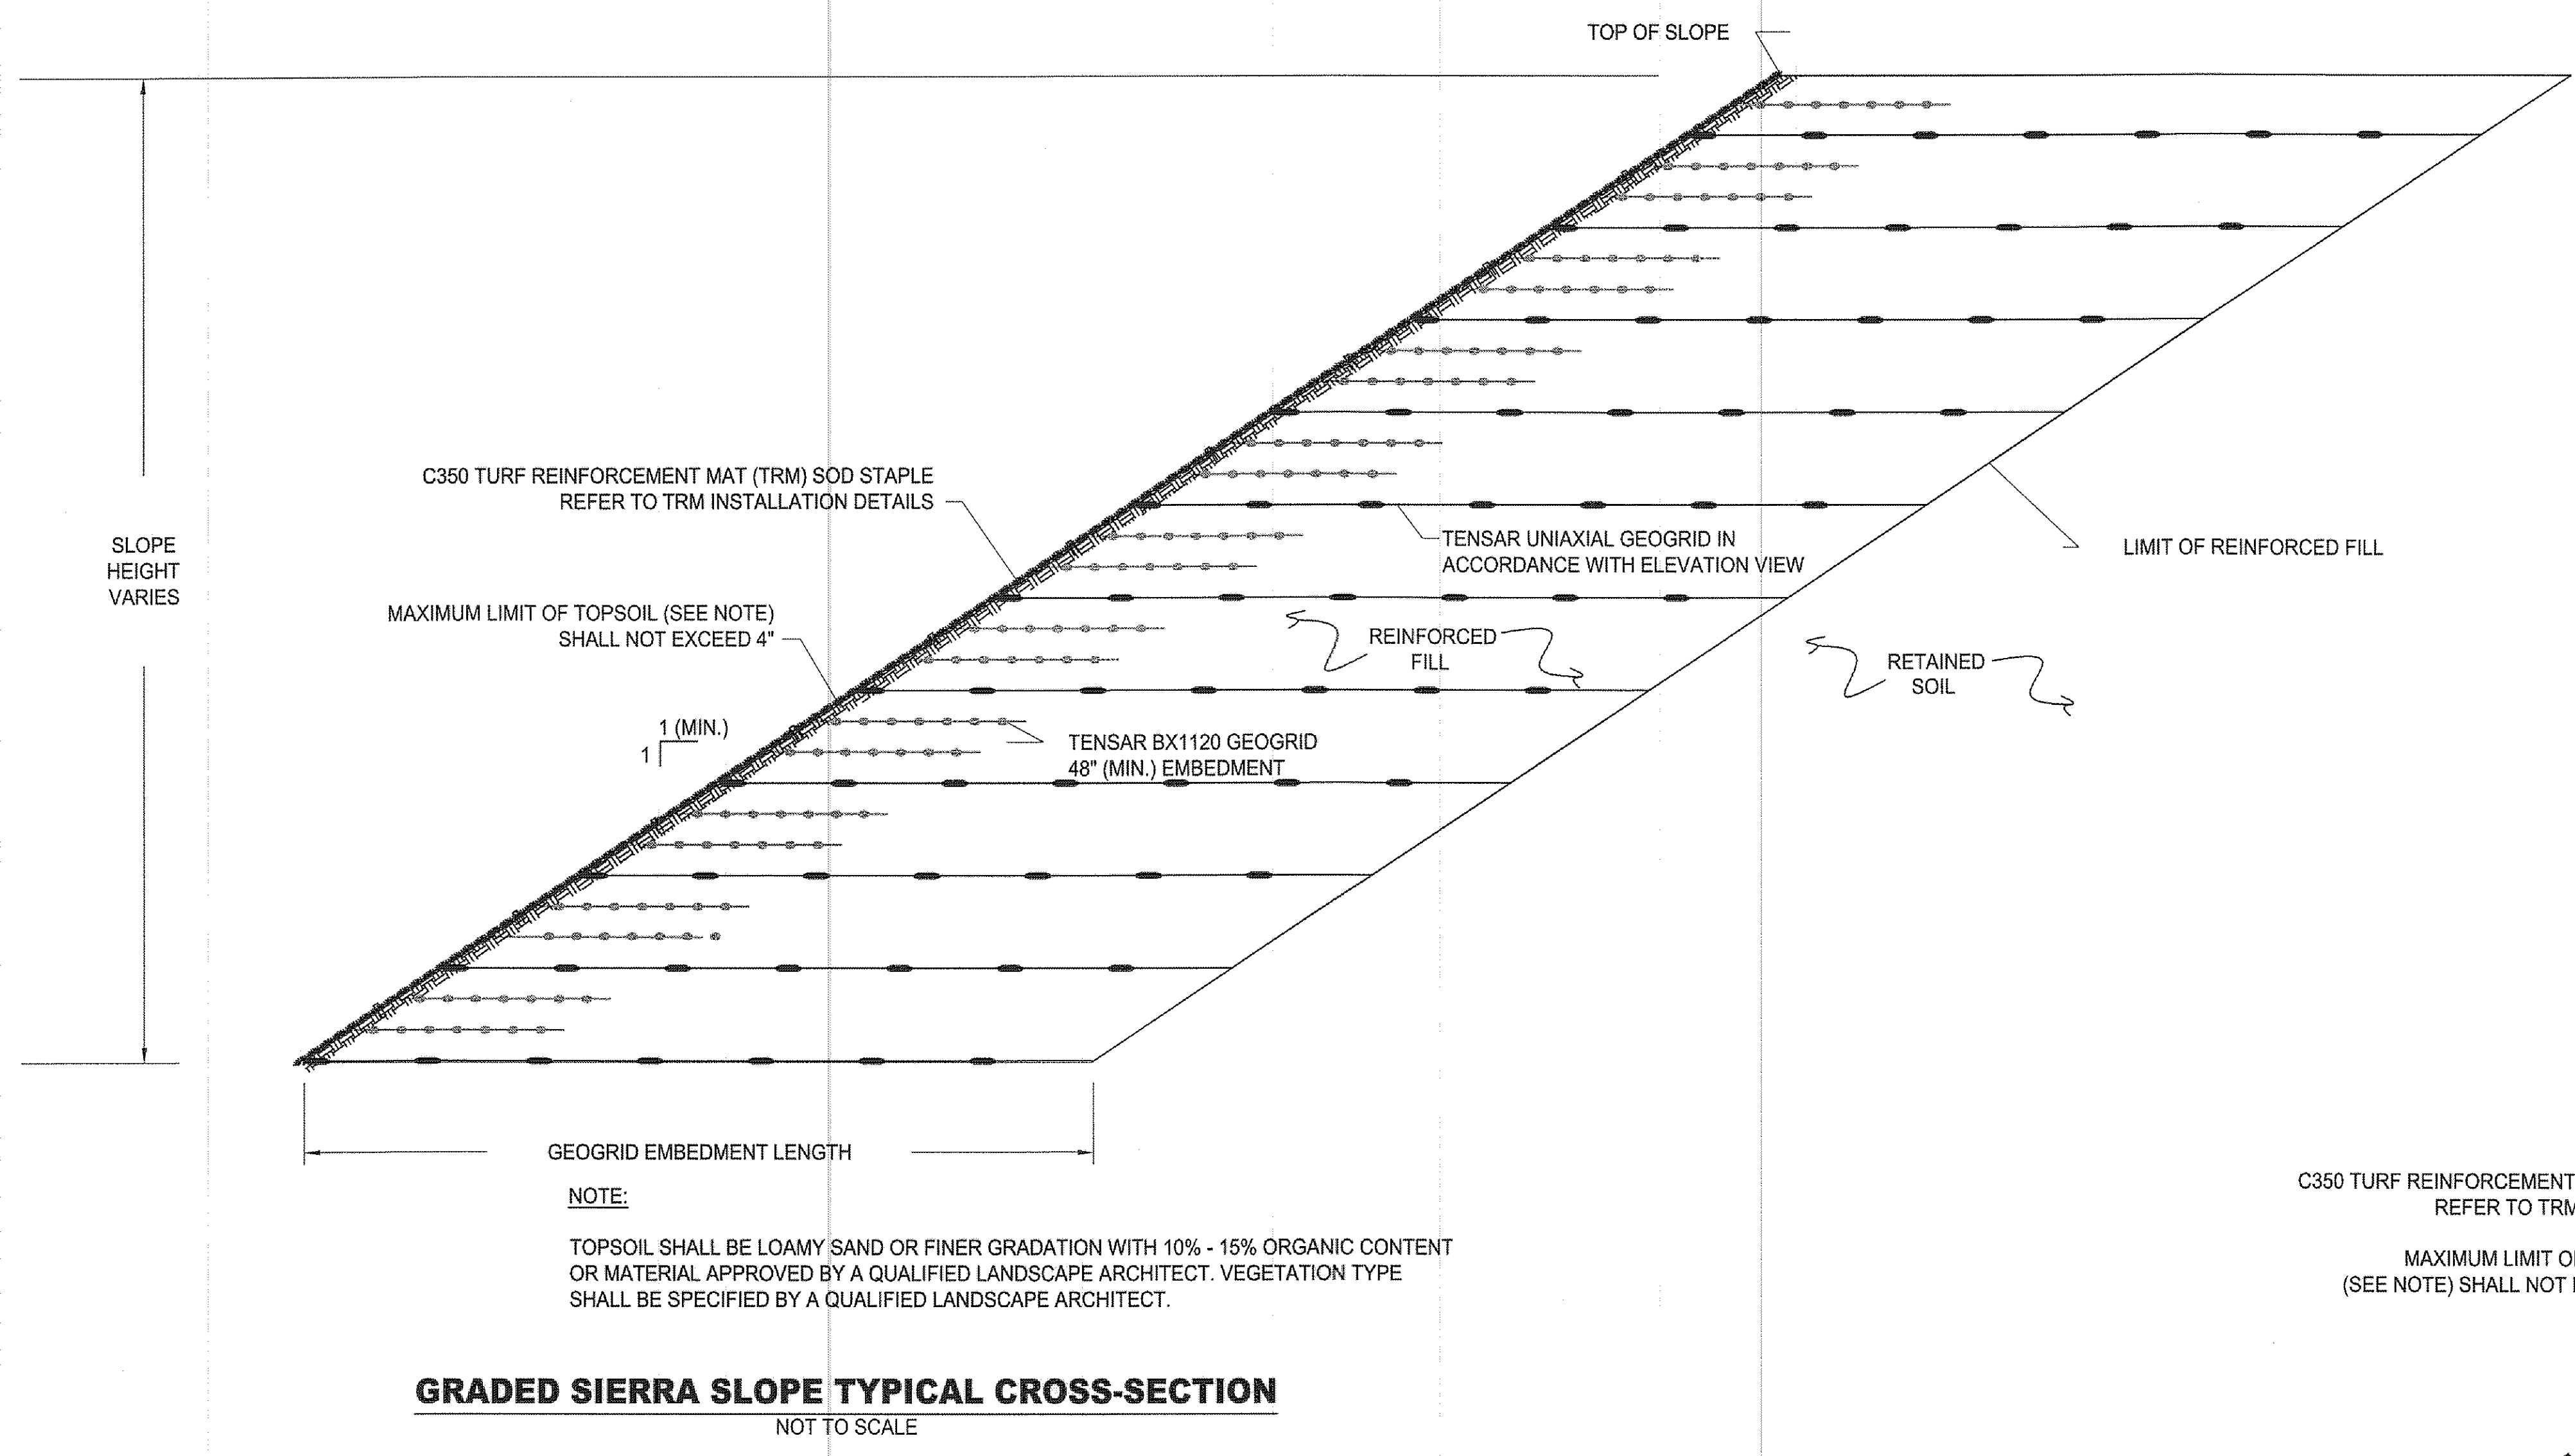 TOP OF SLOPE
C350 TURF REINFORCEMENT MAT (TRM) SOD STAPLE
REFER TO TRM INSTALLATION DETAILS
SLOPE
HEIGHT
VARIES
TENSAR UNIAXIAL GEOGRID IN
ACCORDANCE WITH ELEVATION VIEW
LIMIT OF REINFORCED FILL
MAXIMUM LIMIT OF TOPSOIL (SEE NOTE)
SHALL NOT EXCEED 4"
REINFORCED
FILL
RETAINED
SOIL
1 (MIN.)
1
TENSAR BX1120 GEOGRID
48" (MIN.) EMBEDMENT
GEOGRID EMBEDMENT LENGTH
NOTE:
TOPSOIL SHALL BE LOAMY SAND OR FINER GRADATION WITH 10% - 15% ORGANIC CONTENT
OR MATERIAL APPROVED BY A QUALIFIED LANDSCAPE ARCHITECT. VEGETATION TYPE
SHALL BE SPECIFIED BY A QUALIFIED LANDSCAPE ARCHITECT.
C350 TURF REINFORCEMENT
REFER TO TRM
MAXIMUM LIMIT
(SEE NOTE) SHALL NOT
GRADED SIERRA SLOPE TYPICAL CROSS-SECTION
NOT TO SCALE